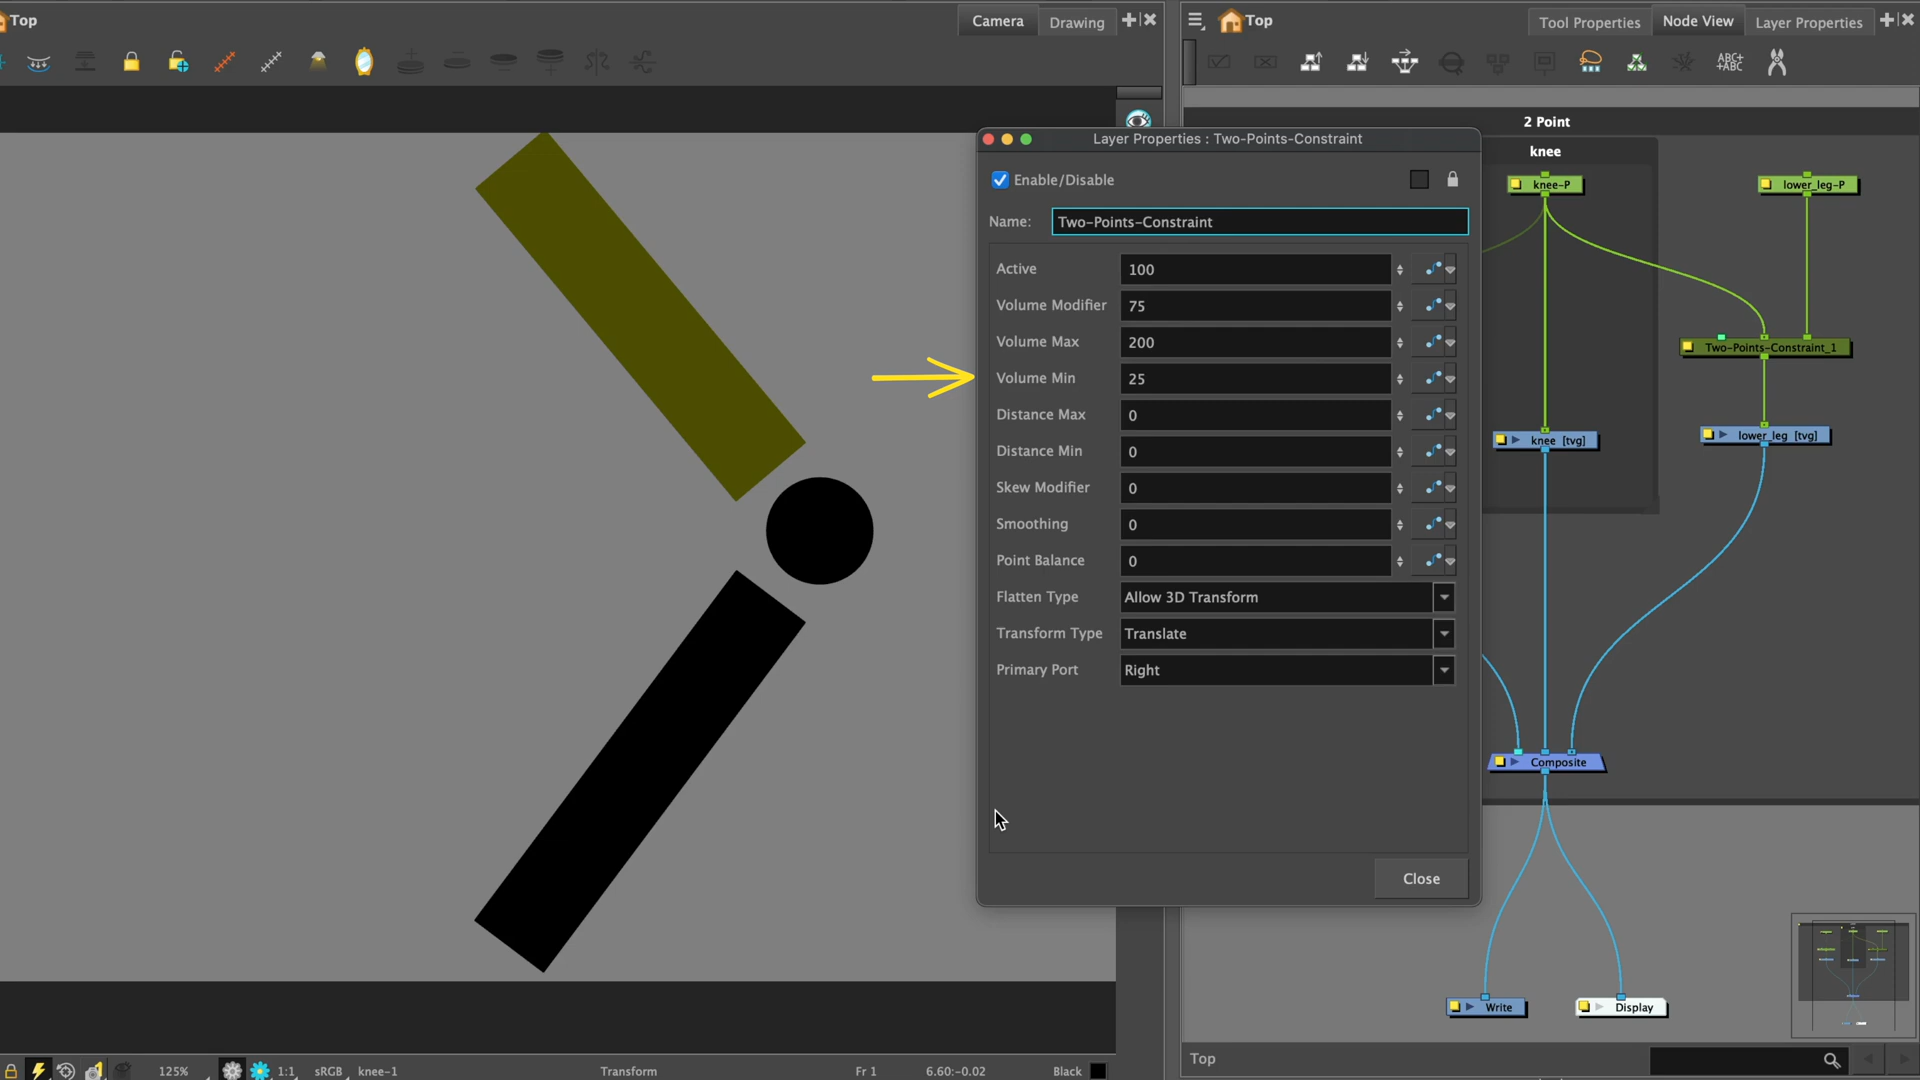 Top
Camera
Drawing
Top
Tool Properties
Node View
Layer Properties
ABC+
+ABC
2 Point
knee
knee-P
lower_leg-P
Two-Points-Constraint_1
knee [tvg]
lower_leg [tvg]
Composite
Write
Display
Layer Properties : Two-Points-Constraint
Enable/Disable
Name: Two-Points-Constraint
Active 100
Volume Modifier 75
Volume Max 200
Volume Min 25
Distance Max 0
Distance Min 0
Skew Modifier 0
Smoothing 0
Point Balance 0
Flatten Type Allow 3D Transform
Transform Type Translate
Primary Port Right
Close
125% 1:1 sRGB knee-1 Transform Fr 1 6.60:-0.02 Black
Top